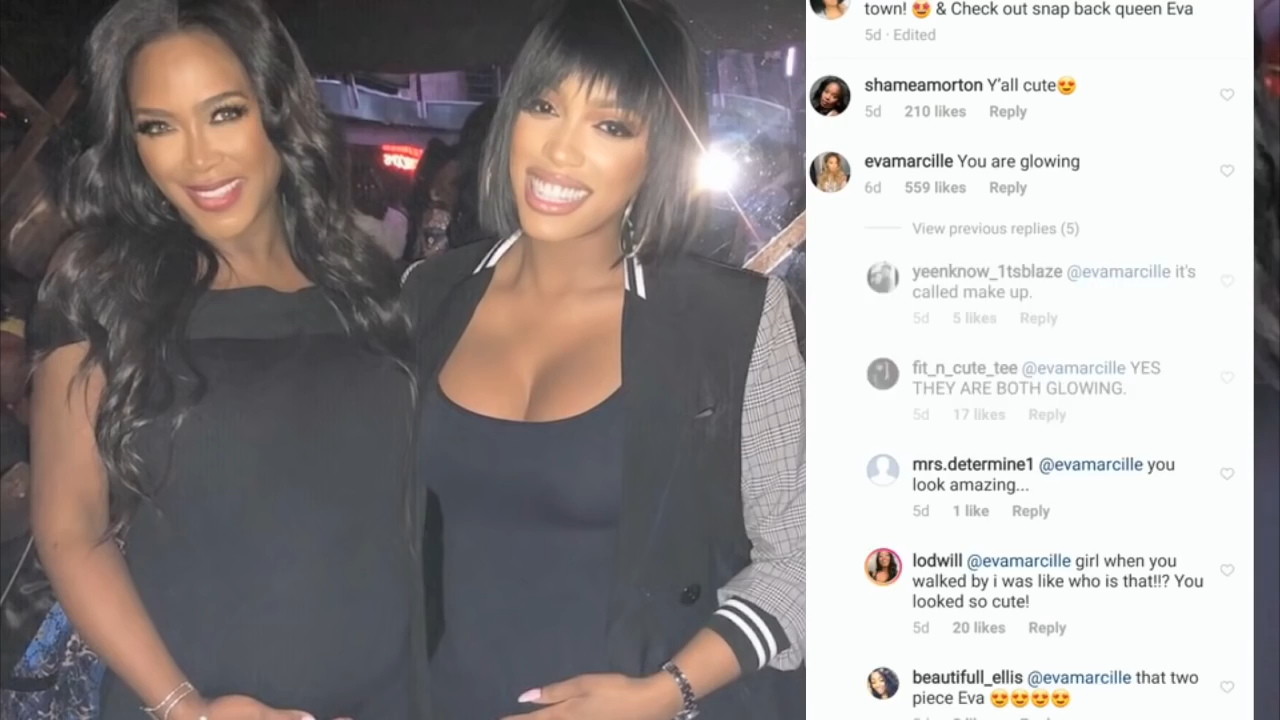 town! 😍 & Check out snap back queen Eva
5d · Edited
shameamorton Y'all cute😍
5d 210 likes Reply
evamarcille You are glowing
6d 559 likes Reply
View previous replies (5)
yeenknow_1tsblaze @evamarcille it's
called make up.
5d 5 likes Reply
fit_n_cute_tee @evamarcille YES
THEY ARE BOTH GLOWING.
5d 17 likes Reply
mrs.determine1 @evamarcille you
look amazing...
5d 1 like Reply
lodwill @evamarcille girl when you
walked by i was like who is that!!? You
looked so cute!
5d 20 likes Reply
beautifull_ellis @evamarcille that two
piece Eva 😍😍😍😍